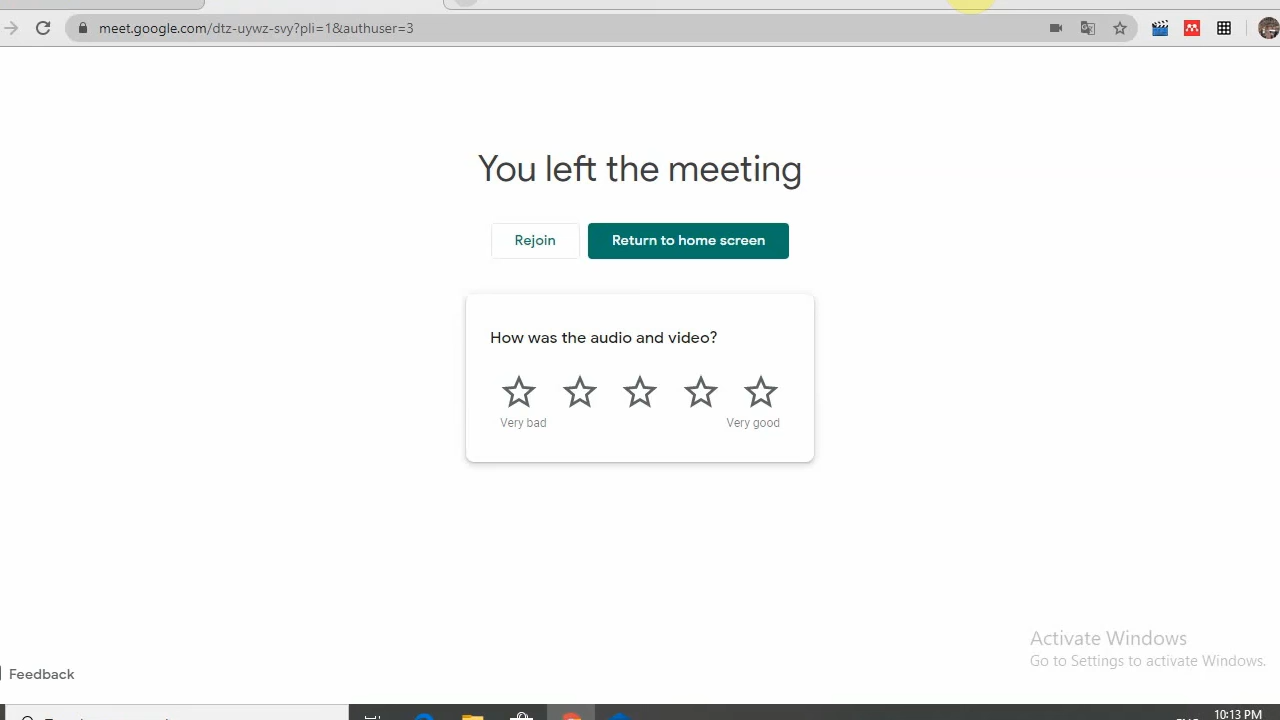 meet.google.com/dtz-uywz-svy?pli=1&authuser=3
You left the meeting
Rejoin
Return to home screen
How was the audio and video?
Very bad
Very good
Activate Windows
Go to Settings to activate Windows.
Feedback
10:13 PM